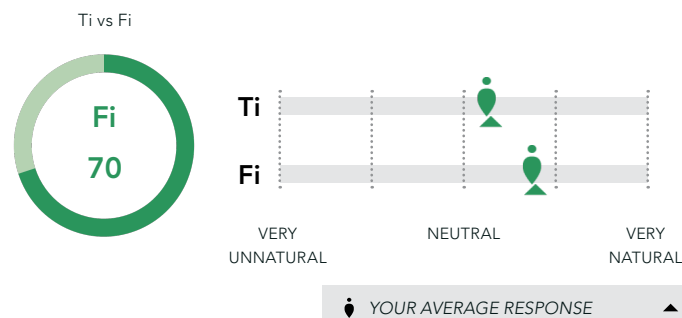 Ti vs Fi
Fi
70
Ti
Fi
VERY
UNNATURAL
NEUTRAL
VERY
NATURAL
YOUR AVERAGE RESPONSE